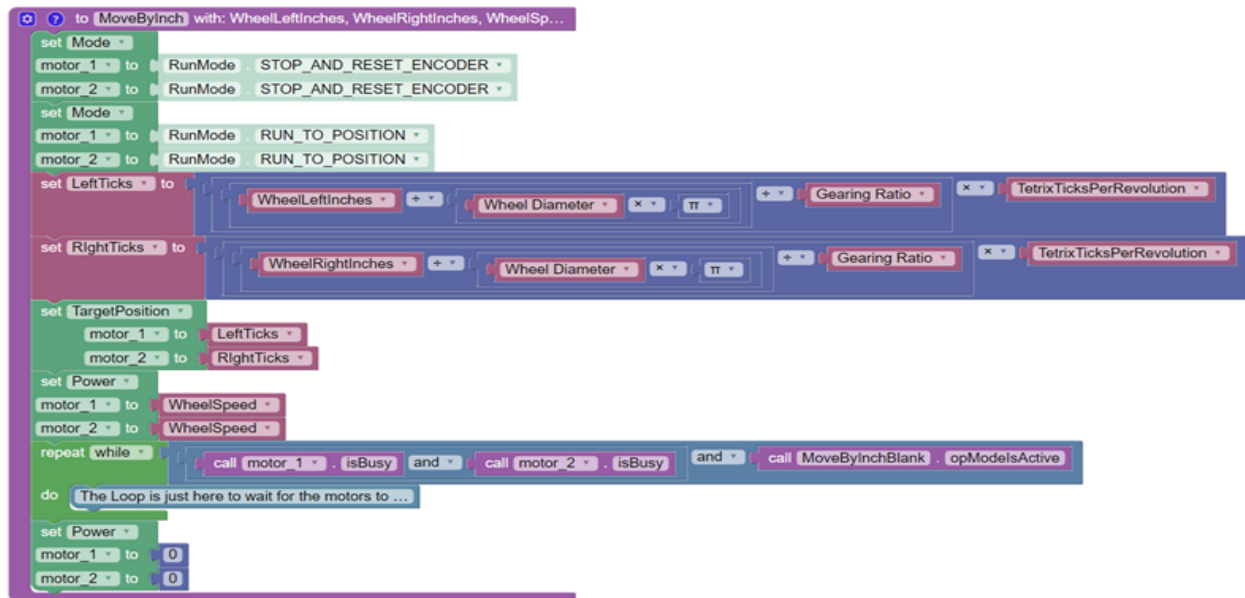 ? to MoveByInch with: WheelLeftInches, WheelRightInches, WheelSp...
set Mode
motor_1 to RunMode . STOP_AND_RESET_ENCODER
motor_2 to RunMode . STOP_AND_RESET_ENCODER
set Mode
motor_1 to RunMode . RUN_TO_POSITION
motor_2 to RunMode . RUN_TO_POSITION
set LeftTicks to WheelLeftInches ÷ Wheel Diameter × π ÷ Gearing Ratio × TetrixTicksPerRevolution
set RIghtTicks to WheelRightInches ÷ Wheel Diameter × π ÷ Gearing Ratio × TetrixTicksPerRevolution
set TargetPosition
motor_1 to LeftTicks
motor_2 to RIghtTicks
set Power
motor_1 to WheelSpeed
motor_2 to WheelSpeed
repeat while call motor_1 . isBusy and call motor_2 . isBusy and call MoveByInchBlank . opModeIsActive
do The Loop is just here to wait for the motors to ...
set Power
motor_1 to 0
motor_2 to 0